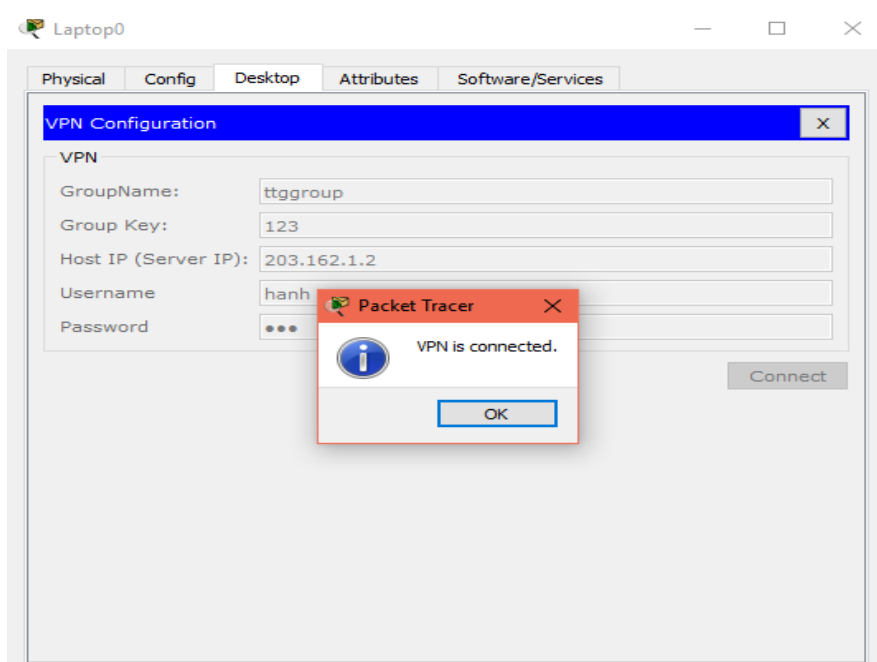 Laptop0
Physical Config Desktop Attributes Software/Services
VPN Configuration X
VPN
GroupName: ttggroup
Group Key: 123
Host IP (Server IP): 203.162.1.2
Username hanh
Password •••
Packet Tracer
VPN is connected.
OK
Connect